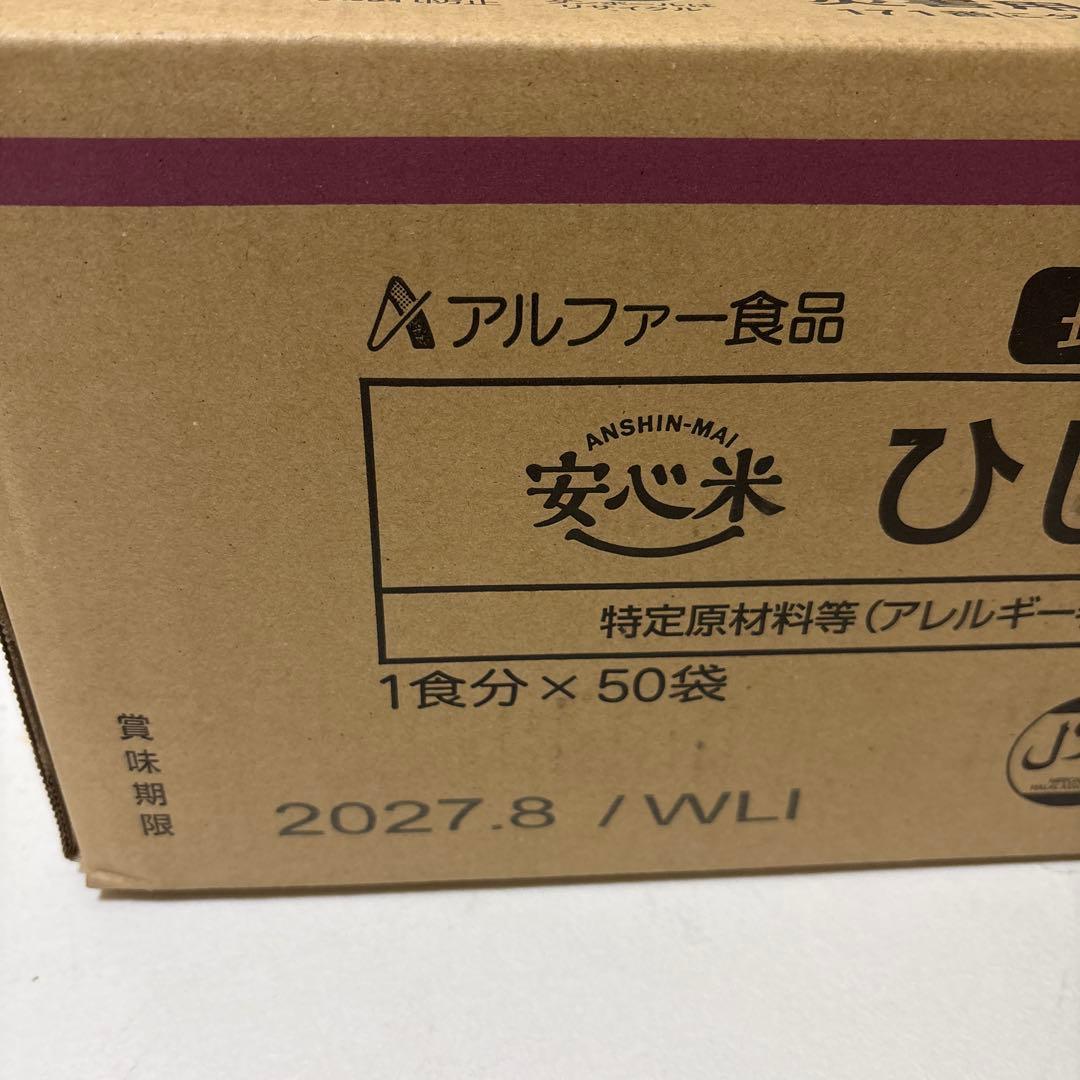 アルファー食品
ANSHIN-MAI
安心米 ひじ
特定原材料等(アレルギー
1食分×50袋
賞味期限
2027.8 /WLI